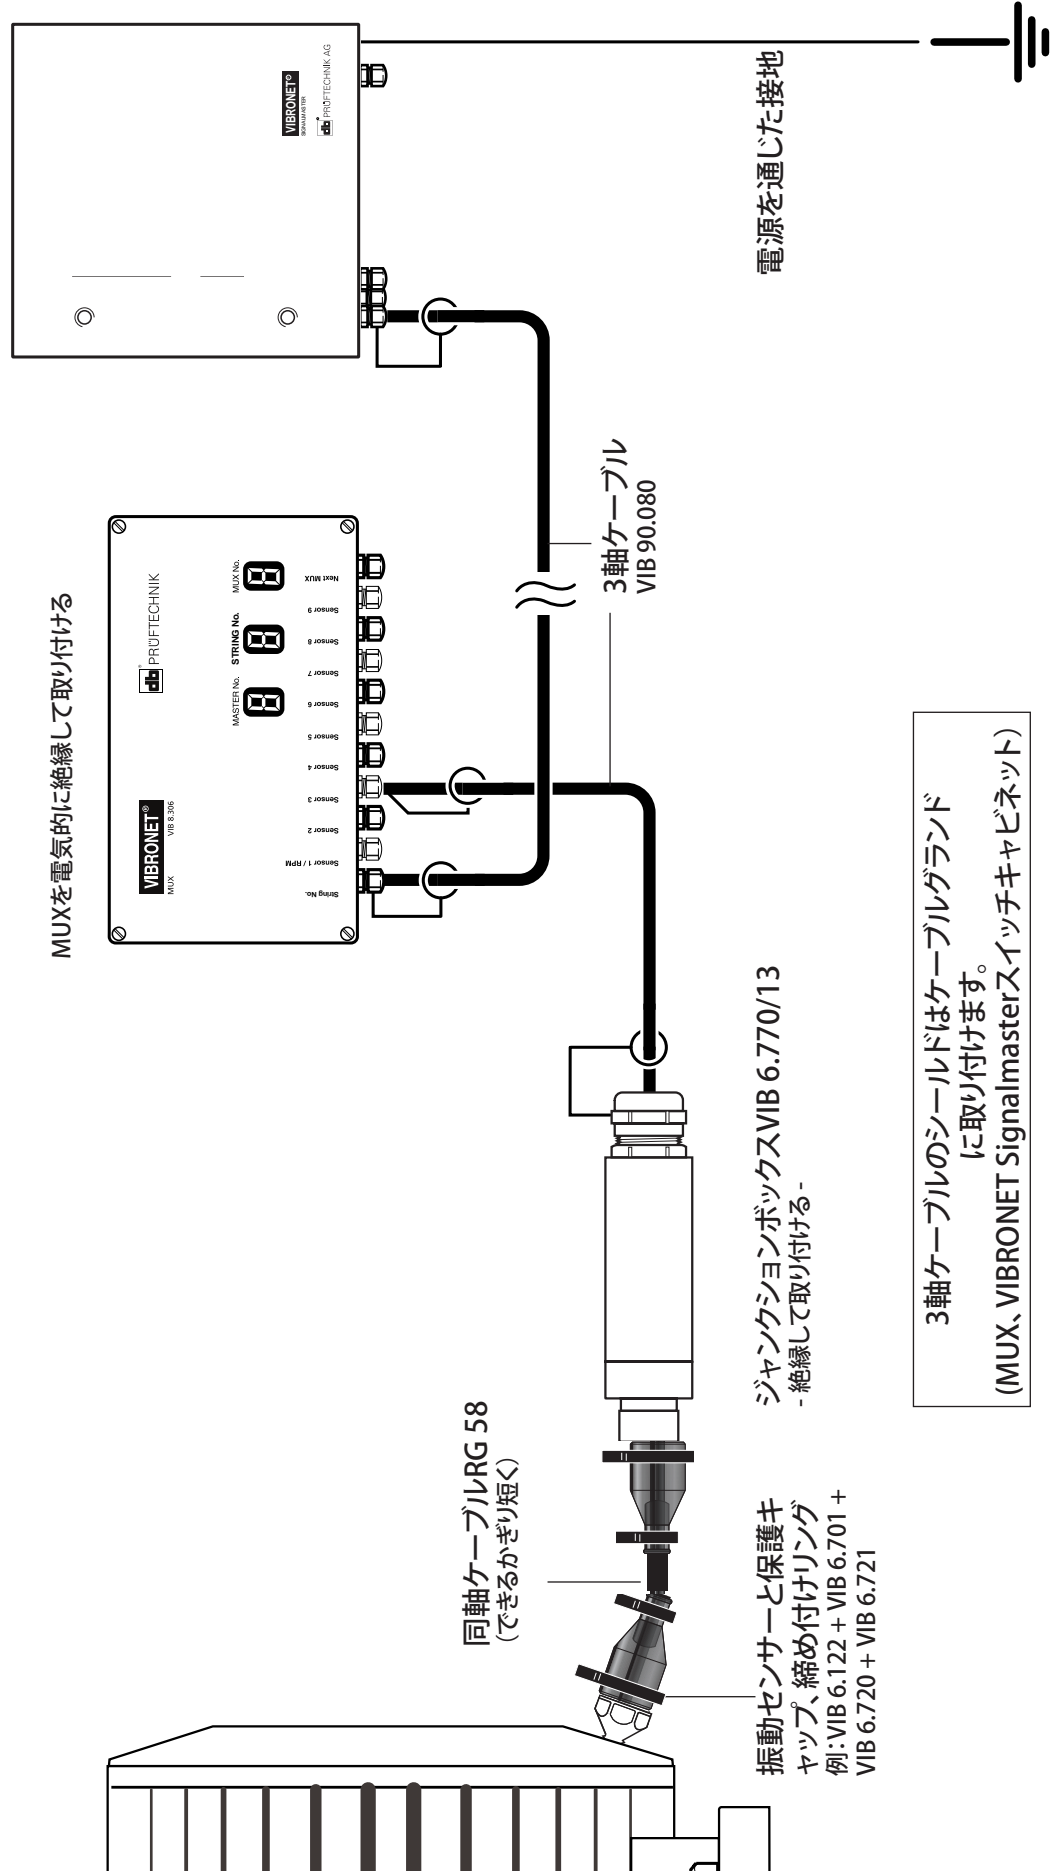 MUXを電気的に絶縁して取り付ける
VIBRONET®
MUX
VIB 8.306
db PRÜFTECHNIK
MASTER No.
STRING No.
MUX No.
8
8
8
String No.
Sensor 1 / RPM
Sensor 2
Sensor 3
Sensor 4
Sensor 5
Sensor 6
Sensor 7
Sensor 8
Sensor 9
Next MUX
VIBRONET®
SIGNALMASTER
db PRÜFTECHNIK AG
同軸ケーブルRG 58
(できるかぎり短く)
3軸ケーブル
VIB 90.080
振動センサーと保護キ
ャップ、締め付けリング
例：VIB 6.122 + VIB 6.701 +
VIB 6.720 + VIB 6.721
ジャンクションボックスVIB 6.770/13
- 絶縁して取り付ける -
電源を通じた接地
3軸ケーブルのシールドはケーブルグランド
に取り付けます。
(MUX、VIBRONET Signalmasterスイッチキャビネット)